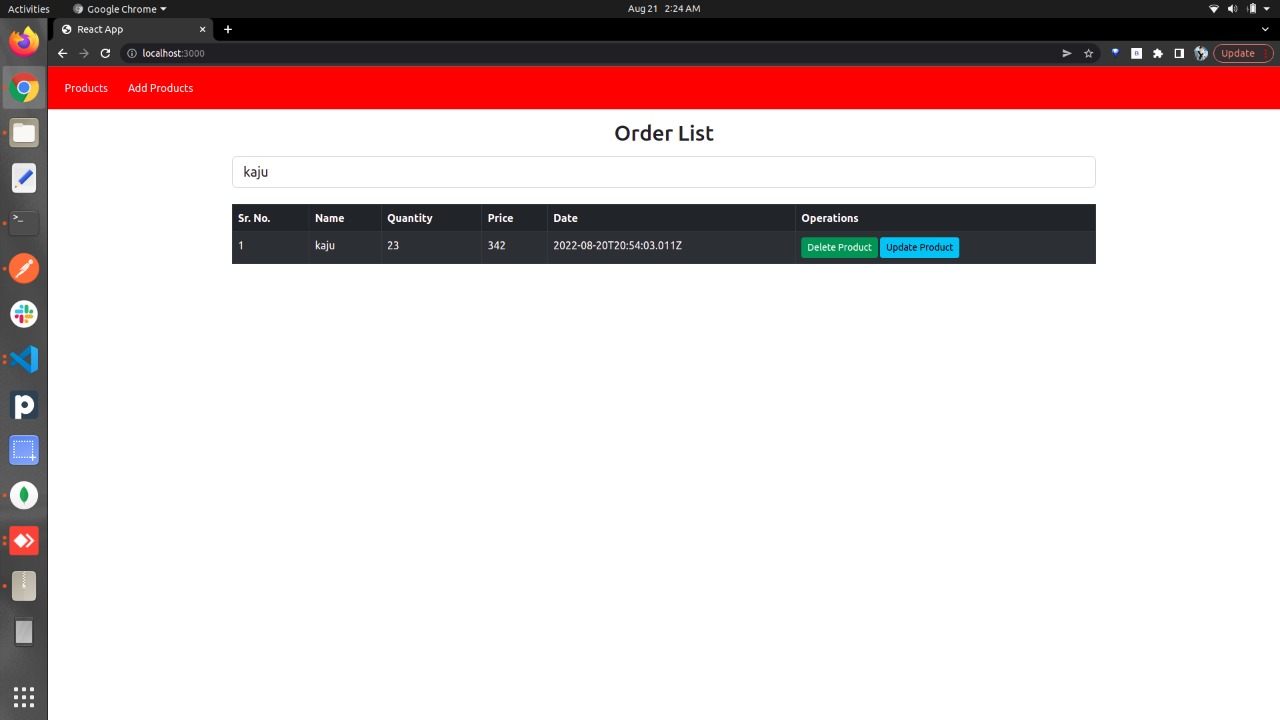 Activities Google Chrome Aug 21 2:24 AM
React App
localhost:3000 Update
Products Add Products
Order List
kaju
Sr. No. Name Quantity Price Date Operations
1 kaju 23 342 2022-08-20T20:54:03.011Z Delete Product Update Product